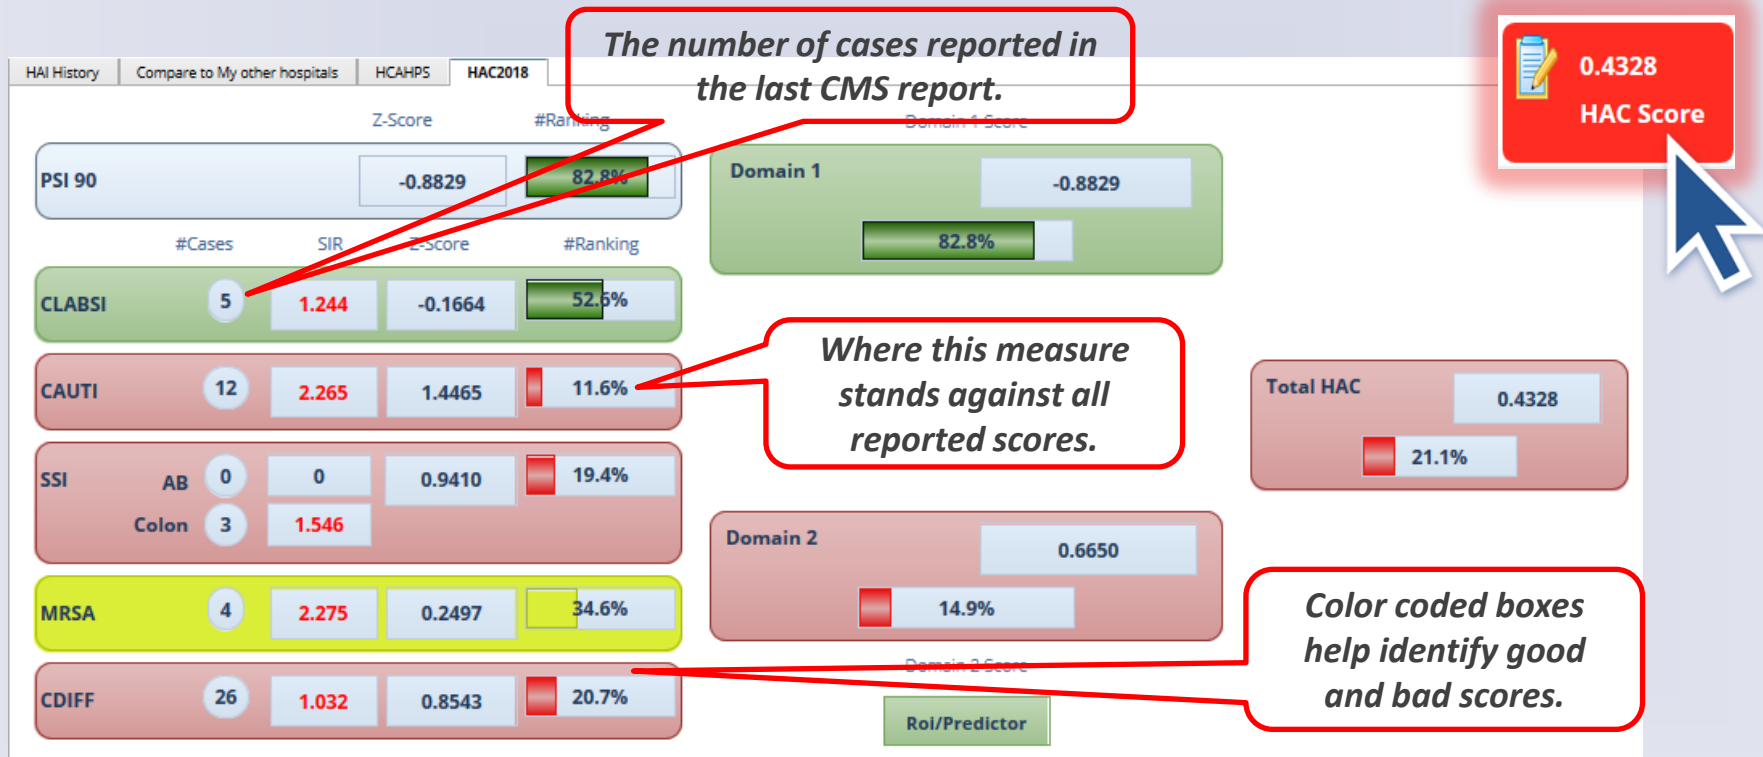 The number of cases reported in
the last CMS report.
0.4328
HAC Score
HAI History
Compare to My other hospitals
HCAHPS
HAC2018
Z-Score
#Ranking
Domain 1 Score
PSI 90
-0.8829
82.8%
Domain 1
-0.8829
82.8%
#Cases
SIR
Z-Score
#Ranking
CLABSI
5
1.244
-0.1664
52.6%
CAUTI
12
2.265
1.4465
11.6%
Where this measure
stands against all
reported scores.
Total HAC
0.4328
21.1%
SSI
AB
0
0
0.9410
19.4%
Colon
3
1.546
Domain 2
0.6650
14.9%
MRSA
4
2.275
0.2497
34.6%
Color coded boxes
help identify good
and bad scores.
Domain 2 Score
CDIFF
26
1.032
0.8543
20.7%
Roi/Predictor